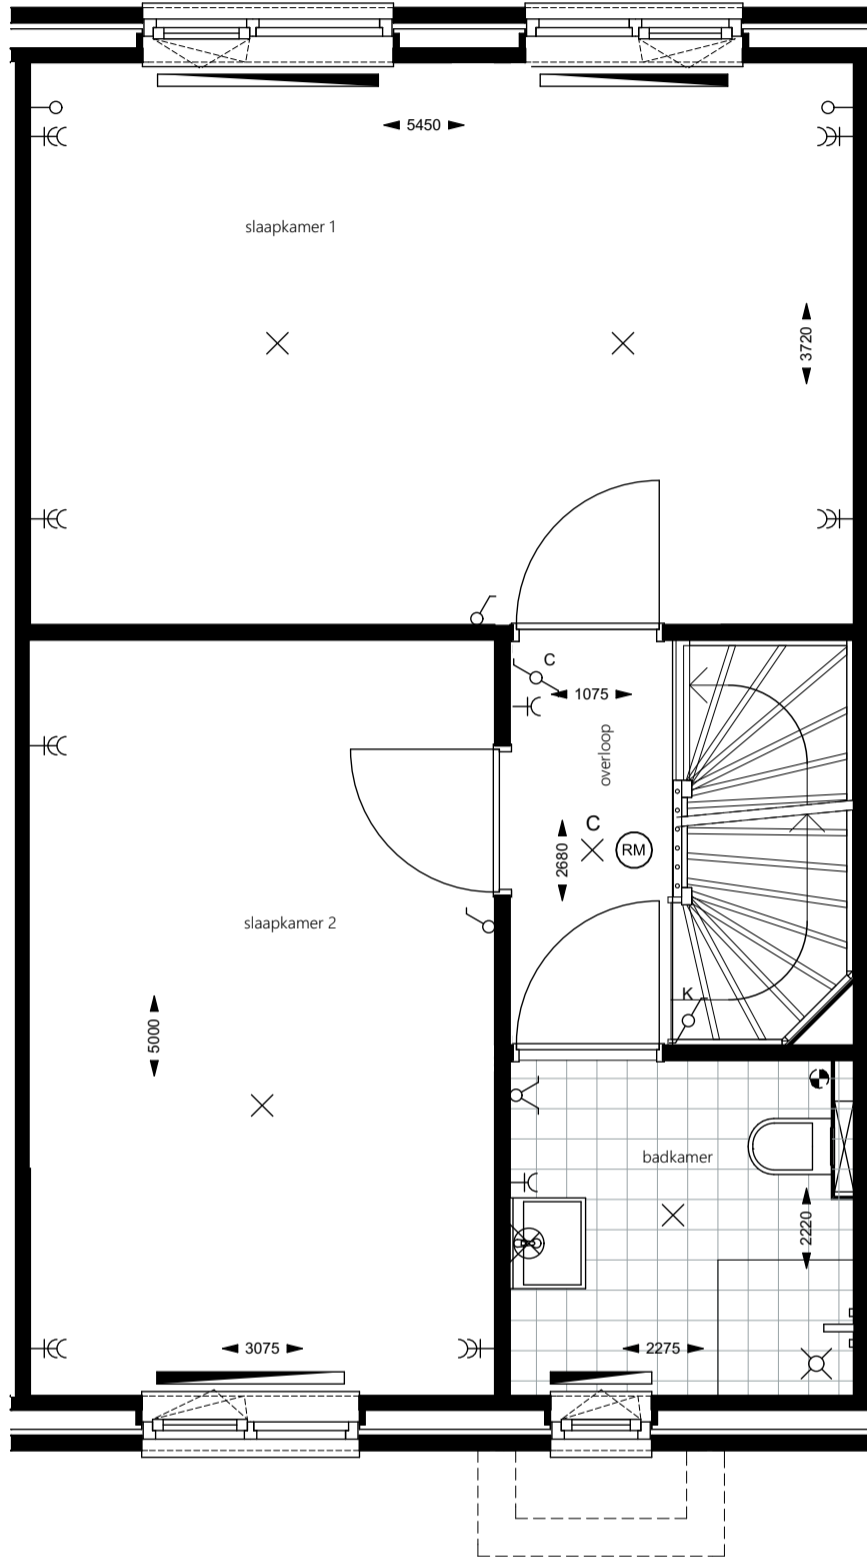 5450
slaapkamer 1
3720
C
1075
overloop
C
2680
RM
slaapkamer 2
K
5000
badkamer
2220
3075
2275